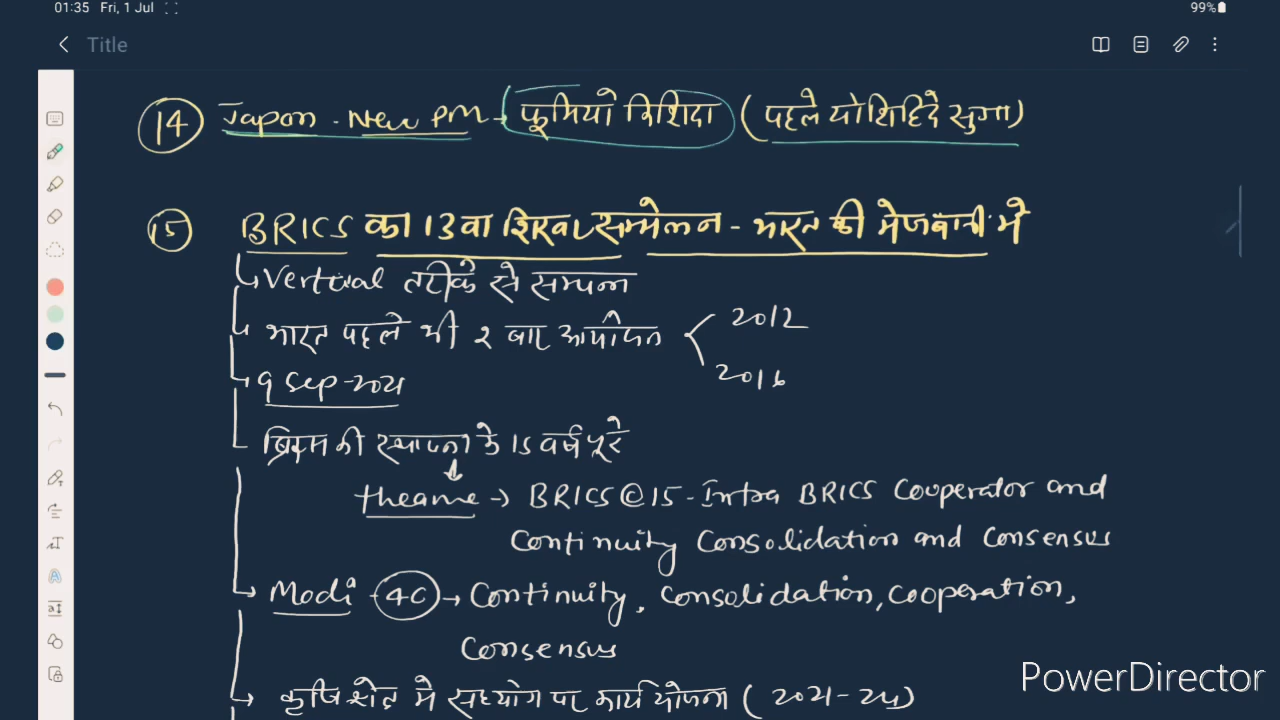 01:35 Fri, 1 Jul 99%
Title
14 Japan - New PM → फूमियो किशिदा (पहले योशिहिदे सुगा)
15 BRICS का 13 वा शिखर सम्मेलन - भारत की मेजबानी में
Vertual तरीके से सम्पन्न
भारत पहले भी 2 बार आयोजित 2012
2016
9 Sep-2021
ब्रिक्स की स्थापना के 15 वर्ष पूरे
theame → BRICS@15 - Intra BRICS Cooperator and
Continuity Consolidation and Consensus
Modi - 4C → Continuity, Consolidation, Cooperation,
Consensus
कृषि क्षेत्र मे सहयोग पर कार्य योजना (2021-24)
PowerDirector